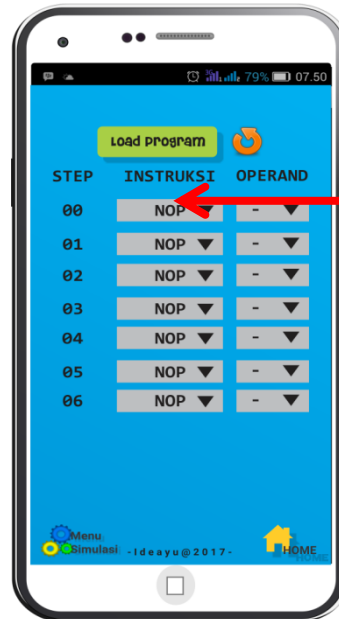 79% 07.50
Load Program
STEP INSTRUKSI OPERAND
00 NOP -
01 NOP -
02 NOP -
03 NOP -
04 NOP -
05 NOP -
06 NOP -
Menu
Simulasi -Ideayu@2017- HOME